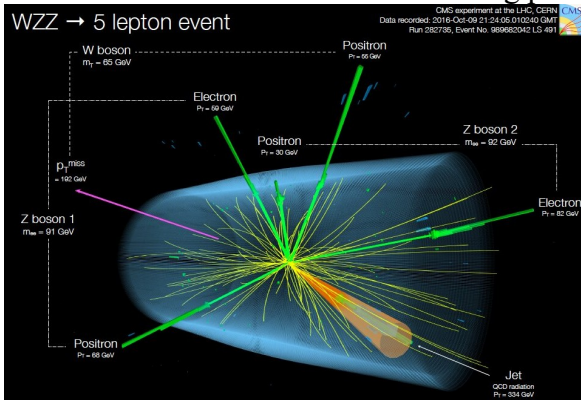 WZZ → 5 lepton event
CMS experiment at the LHC, CERN
Data recorded: 2016-Oct-09 21:24:05.010240 GMT
Run 282735, Event No. 989682042 LS 491
CMS
W boson
mT = 65 GeV
Positron
PT = 55 GeV
Electron
PT = 59 GeV
Positron
PT = 30 GeV
Z boson 2
mee = 92 GeV
pTmiss
= 192 GeV
Electron
PT = 82 GeV
Z boson 1
mee = 91 GeV
Positron
PT = 68 GeV
Jet
QCD radiation
PT = 334 GeV